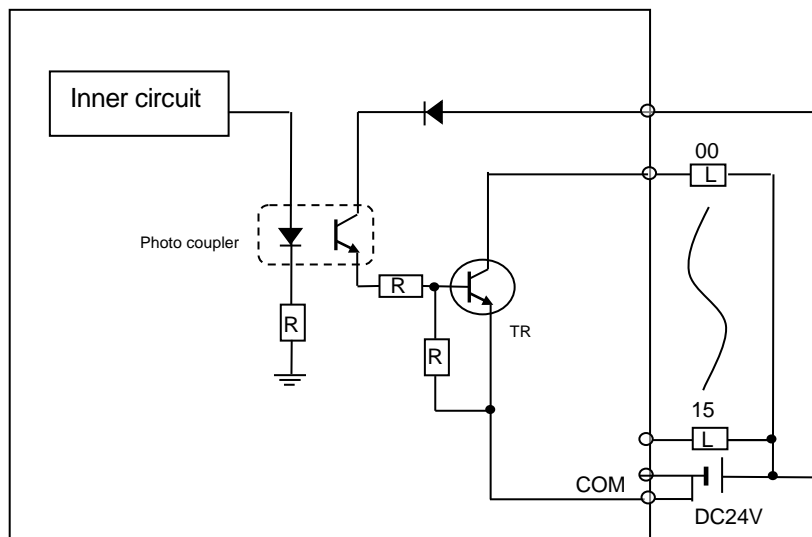 Inner circuit
00
L
Photo coupler
R
R
TR
R
15
L
COM
DC24V